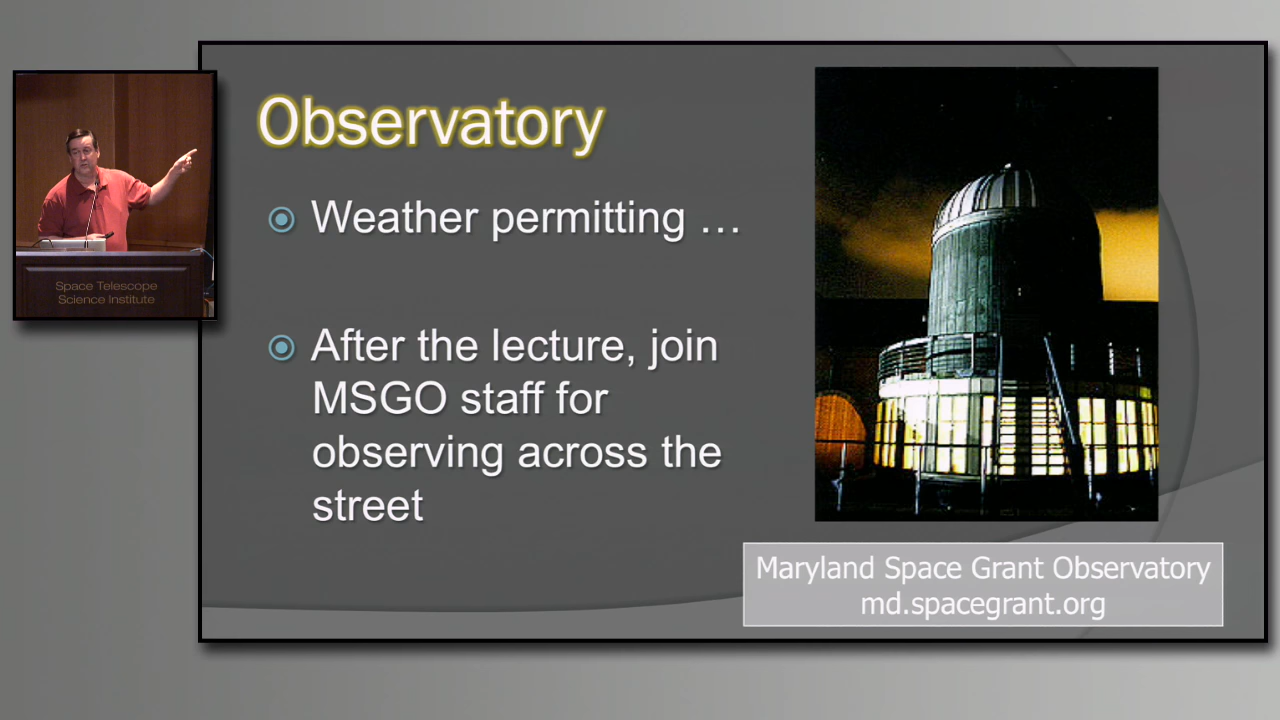 Observatory
Weather permitting …
After the lecture, join
MSGO staff for
observing across the
street
Maryland Space Grant Observatory
md.spacegrant.org
Space Telescope
Science Institute